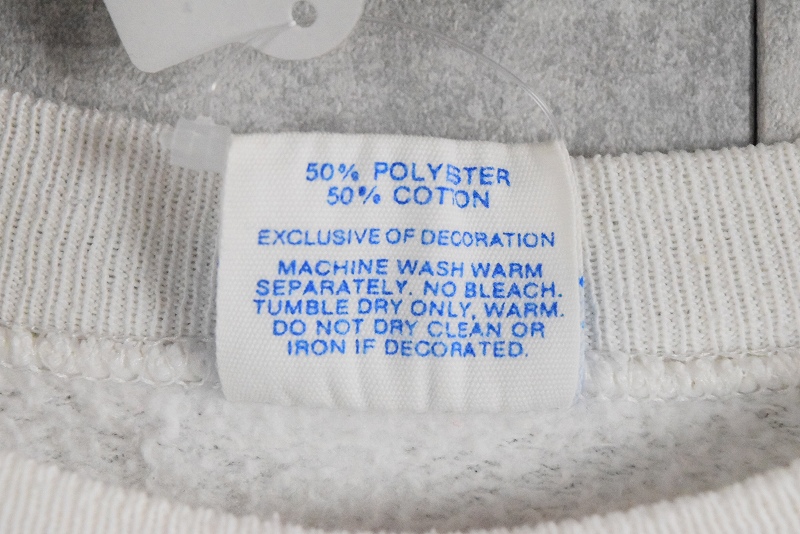 50% POLYESTER
50% COTTON
EXCLUSIVE OF DECORATION
MACHINE WASH WARM
SEPARATELY. NO BLEACH.
TUMBLE DRY ONLY, WARM.
DO NOT DRY CLEAN OR
IRON IF DECORATED.